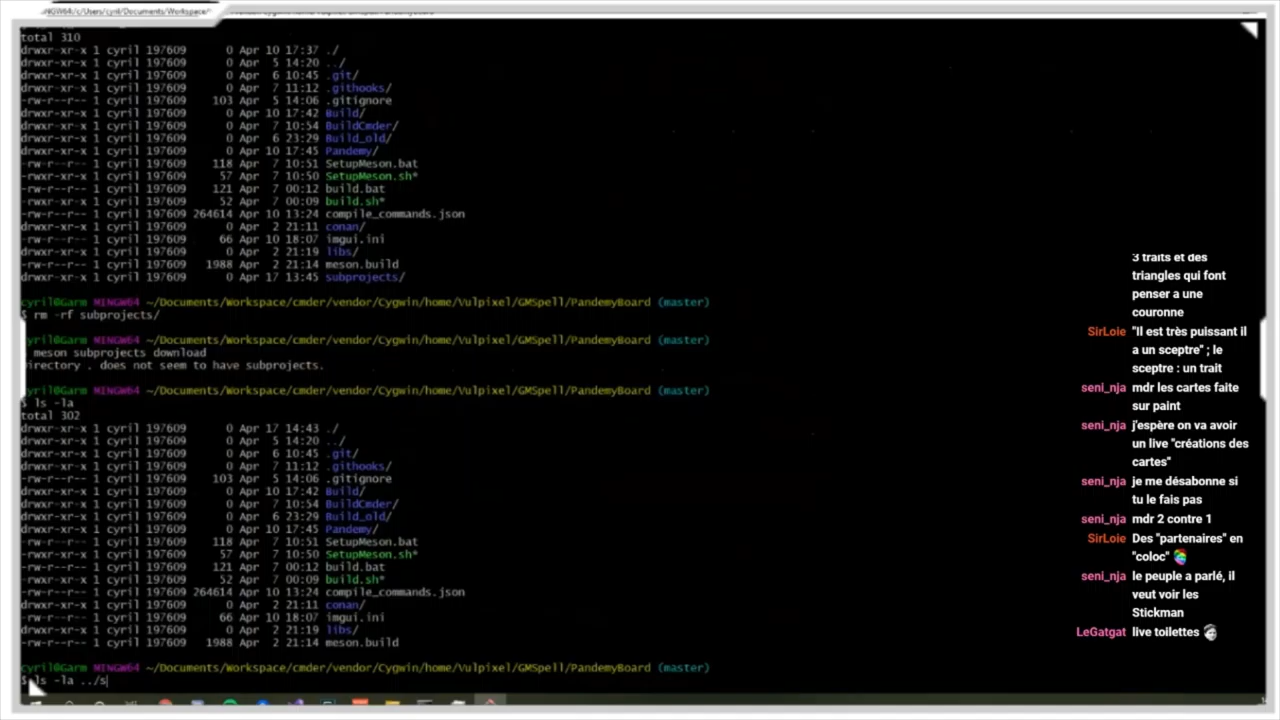 MINGW64:/c/Users/cyril/Documents/Workspace/
total 310
drwxr-xr-x 1 cyril 197609 0 Apr 10 17:37 ./
drwxr-xr-x 1 cyril 197609 0 Apr 5 14:20 ../
drwxr-xr-x 1 cyril 197609 0 Apr 6 10:45 .git/
drwxr-xr-x 1 cyril 197609 0 Apr 7 11:12 .githooks/
-rw-r--r-- 1 cyril 197609 103 Apr 5 14:06 .gitignore
drwxr-xr-x 1 cyril 197609 0 Apr 10 17:42 Build/
drwxr-xr-x 1 cyril 197609 0 Apr 7 10:54 BuildCmder/
drwxr-xr-x 1 cyril 197609 0 Apr 6 23:29 Build_old/
drwxr-xr-x 1 cyril 197609 0 Apr 10 17:45 Pandemy/
-rw-r--r-- 1 cyril 197609 118 Apr 7 10:51 SetupMeson.bat
-rw-r--r-- 1 cyril 197609 57 Apr 7 10:50 SetupMeson.sh*
-rw-r--r-- 1 cyril 197609 121 Apr 7 00:12 build.bat
-rw-r--r-- 1 cyril 197609 52 Apr 7 00:09 build.sh*
-rw-r--r-- 1 cyril 197609 264614 Apr 10 13:24 compile_commands.json
drwxr-xr-x 1 cyril 197609 0 Apr 2 21:11 conan/
-rw-r--r-- 1 cyril 197609 66 Apr 10 18:07 imgui.ini
drwxr-xr-x 1 cyril 197609 0 Apr 2 21:19 libs/
-rw-r--r-- 1 cyril 197609 1988 Apr 2 21:14 meson.build
drwxr-xr-x 1 cyril 197609 0 Apr 17 13:45 subprojects/
cyril@Garm MINGW64 ~/Documents/Workspace/cmder/vendor/Cygwin/home/Vulpixel/GMSpell/PandemyBoard (master)
$ rm -rf subprojects/
cyril@Garm MINGW64 ~/Documents/Workspace/cmder/vendor/Cygwin/home/Vulpixel/GMSpell/PandemyBoard (master)
meson subprojects download
irectory . does not seem to have subprojects.
cyril@Garm MINGW64 ~/Documents/Workspace/cmder/vendor/Cygwin/home/Vulpixel/GMSpell/PandemyBoard (master)
$ ls -la
total 302
drwxr-xr-x 1 cyril 197609 0 Apr 17 14:43 ./
drwxr-xr-x 1 cyril 197609 0 Apr 5 14:20 ../
drwxr-xr-x 1 cyril 197609 0 Apr 6 10:45 .git/
drwxr-xr-x 1 cyril 197609 0 Apr 7 11:12 .githooks/
-rw-r--r-- 1 cyril 197609 103 Apr 5 14:06 .gitignore
drwxr-xr-x 1 cyril 197609 0 Apr 10 17:42 Build/
drwxr-xr-x 1 cyril 197609 0 Apr 7 10:54 BuildCmder/
drwxr-xr-x 1 cyril 197609 0 Apr 6 23:29 Build_old/
drwxr-xr-x 1 cyril 197609 0 Apr 10 17:45 Pandemy/
-rw-r--r-- 1 cyril 197609 118 Apr 7 10:51 SetupMeson.bat
-rw-r--r-- 1 cyril 197609 57 Apr 7 10:50 SetupMeson.sh*
-rw-r--r-- 1 cyril 197609 121 Apr 7 00:12 build.bat
-rw-r--r-- 1 cyril 197609 52 Apr 7 00:09 build.sh*
-rw-r--r-- 1 cyril 197609 264614 Apr 10 13:24 compile_commands.json
drwxr-xr-x 1 cyril 197609 0 Apr 2 21:11 conan/
-rw-r--r-- 1 cyril 197609 66 Apr 10 18:07 imgui.ini
drwxr-xr-x 1 cyril 197609 0 Apr 2 21:19 libs/
-rw-r--r-- 1 cyril 197609 1988 Apr 2 21:14 meson.build
cyril@Garm MINGW64 ~/Documents/Workspace/cmder/vendor/Cygwin/home/Vulpixel/GMSpell/PandemyBoard (master)
$ ls -la ../s
3 traits et des
triangles qui font
penser a une
couronne
SirLoie "Il est très puissant il
a un sceptre" ; le
sceptre : un trait
seni_nja mdr les cartes faite
sur paint
seni_nja j'espère on va avoir
un live "créations des
cartes"
seni_nja je me désabonne si
tu le fais pas
seni_nja mdr 2 contre 1
SirLoie Des "partenaires" en
"coloc"
seni_nja le peuple a parlé, il
veut voir les
Stickman
LeGatgat live toilettes